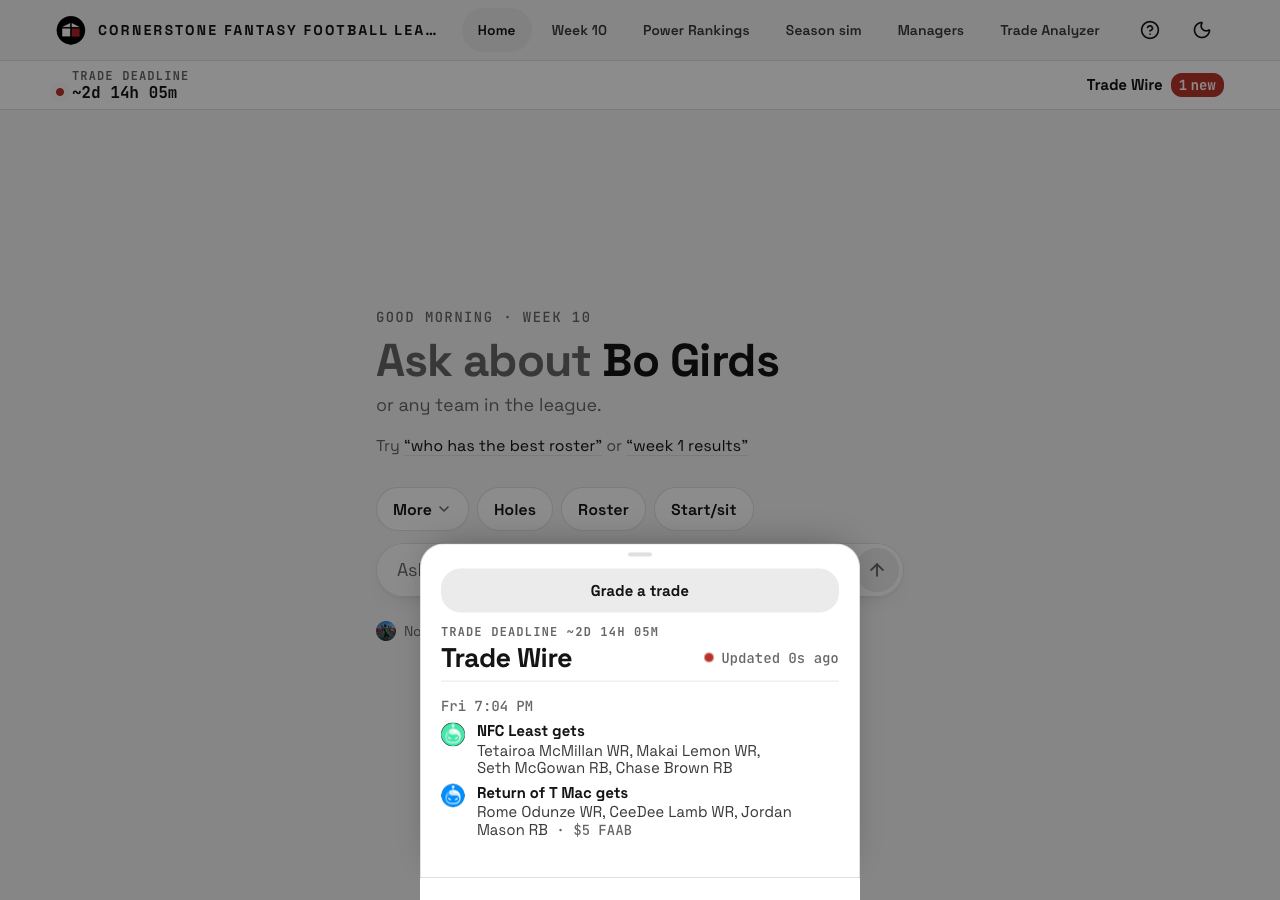 CORNERSTONE FANTASY FOOTBALL LEA…
Home
Week 10
Power Rankings
Season sim
Managers
Trade Analyzer
TRADE DEADLINE
~2d 14h 05m
Trade Wire
1 new
GOOD MORNING · WEEK 10
Ask about Bo Girds
or any team in the league.
Try “who has the best roster” or “week 1 results”
More
Holes
Roster
Start/sit
Grade a trade
TRADE DEADLINE ~2D 14H 05M
Trade Wire
Updated 0s ago
Fri 7:04 PM
NFC Least gets
Tetairoa McMillan WR, Makai Lemon WR,
Seth McGowan RB, Chase Brown RB
Return of T Mac gets
Rome Odunze WR, CeeDee Lamb WR, Jordan
Mason RB · $5 FAAB